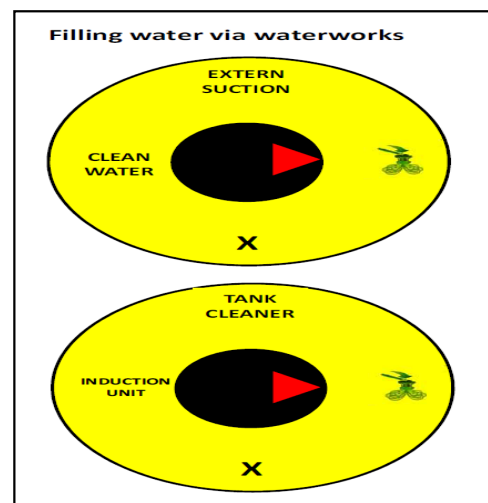 Filling water via waterworks
EXTERN
SUCTION
CLEAN
WATER
X
TANK
CLEANER
INDUCTION
UNIT
X